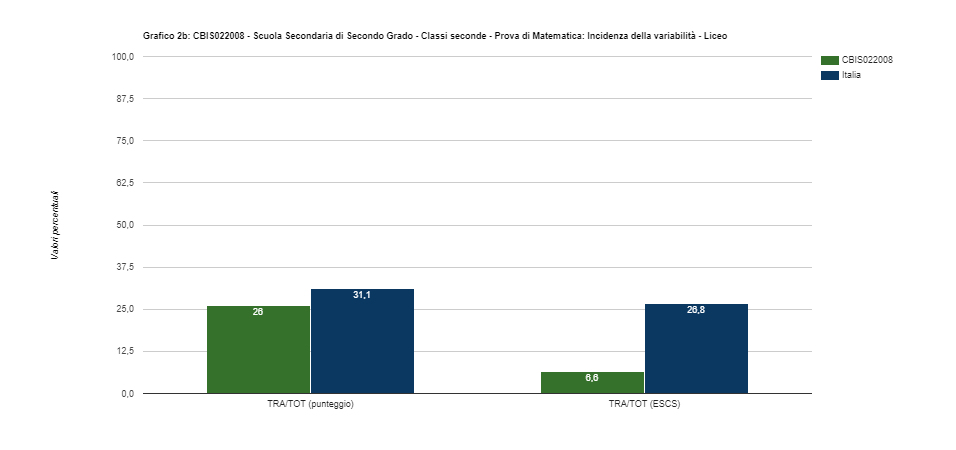 Grafico 2b: CBIS022008 - Scuola Secondaria di Secondo Grado - Classi seconde - Prova di Matematica: Incidenza della variabilità - Liceo
CBIS022008
Italia
Valori percentuali
100,0
87,5
75,0
62,5
50,0
37,5
25,0
12,5
0,0
26
31,1
6,6
26,8
TRA/TOT (punteggio)
TRA/TOT (ESCS)